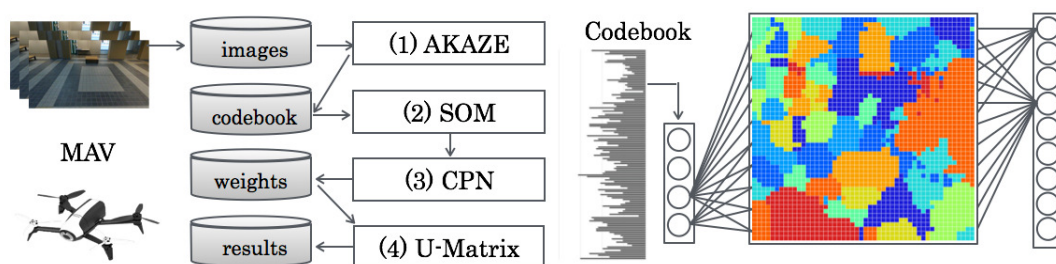 images
(1) AKAZE
codebook
(2) SOM
MAV
weights
(3) CPN
results
(4) U-Matrix
Codebook